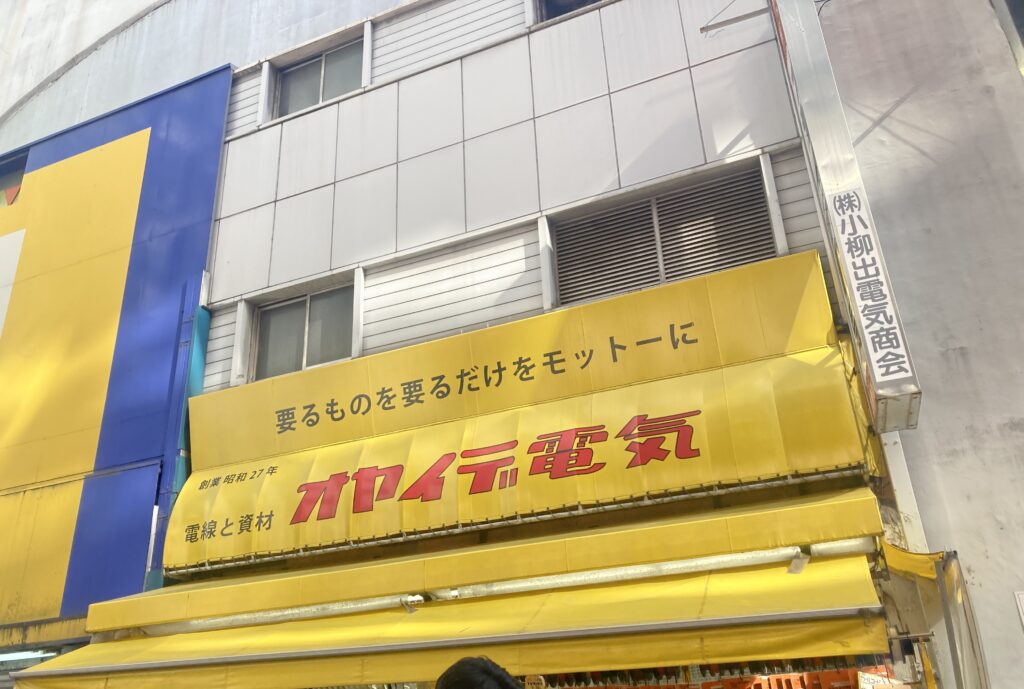 要るものを要るだけをモットーに
創業 昭和27年
オヤイデ電気
電線と資材
㈱小柳出電気商会